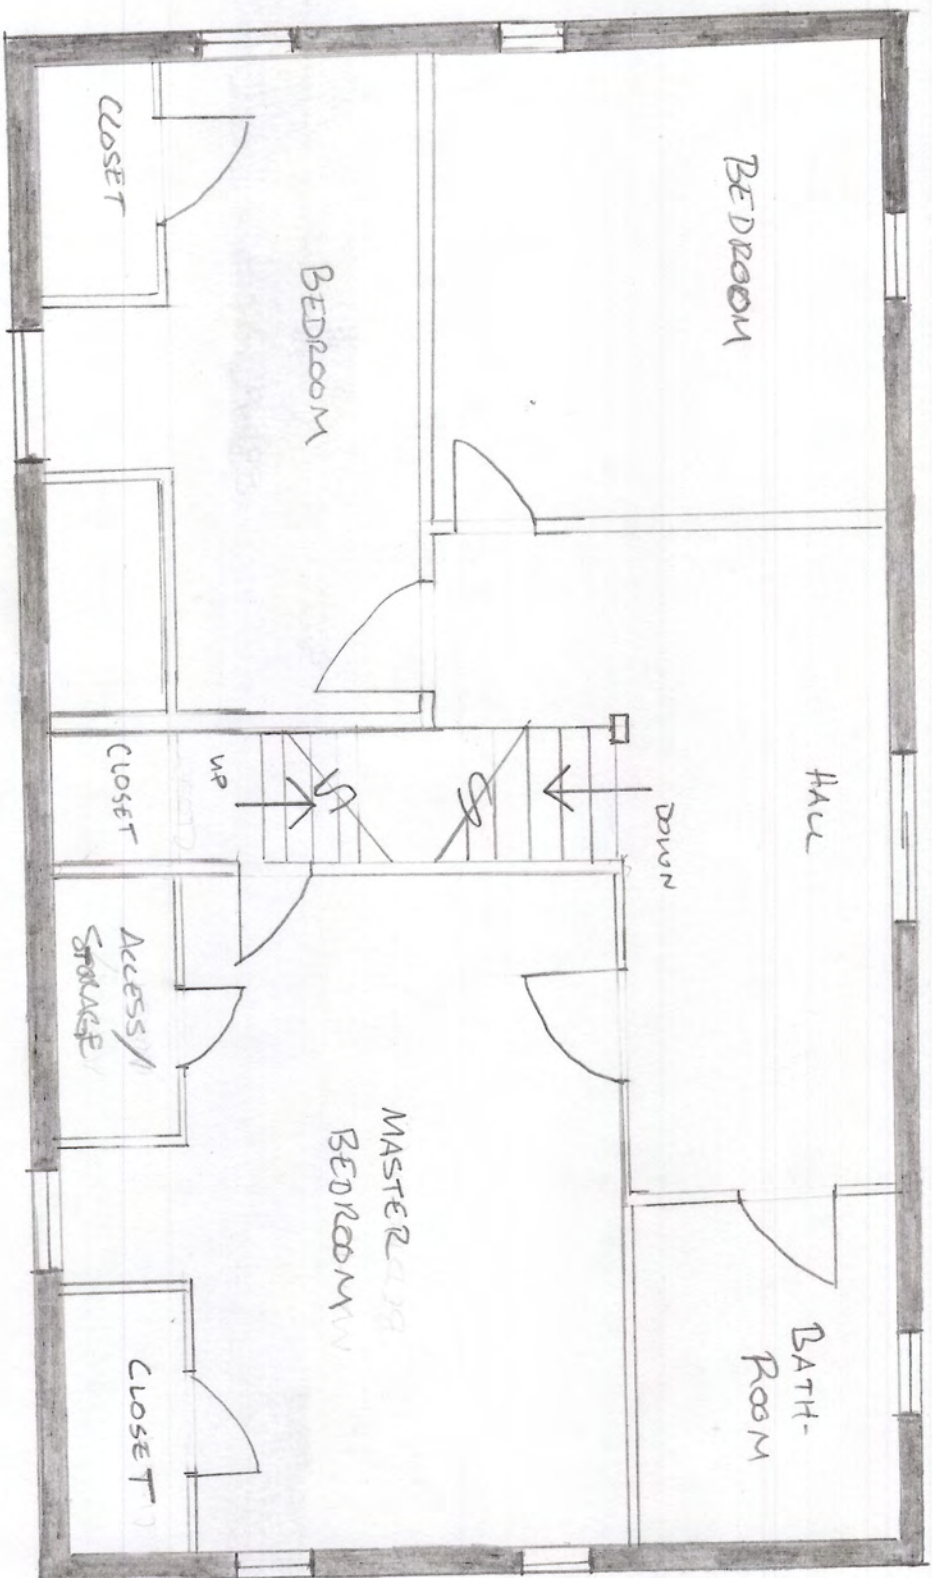 BEDROOM
HALL
BATH-
ROOM
DOWN
BEDROOM
MASTER
BEDROOM
UP
CLOSET
CLOSET
ACCESS/
STORAGE
CLOSET